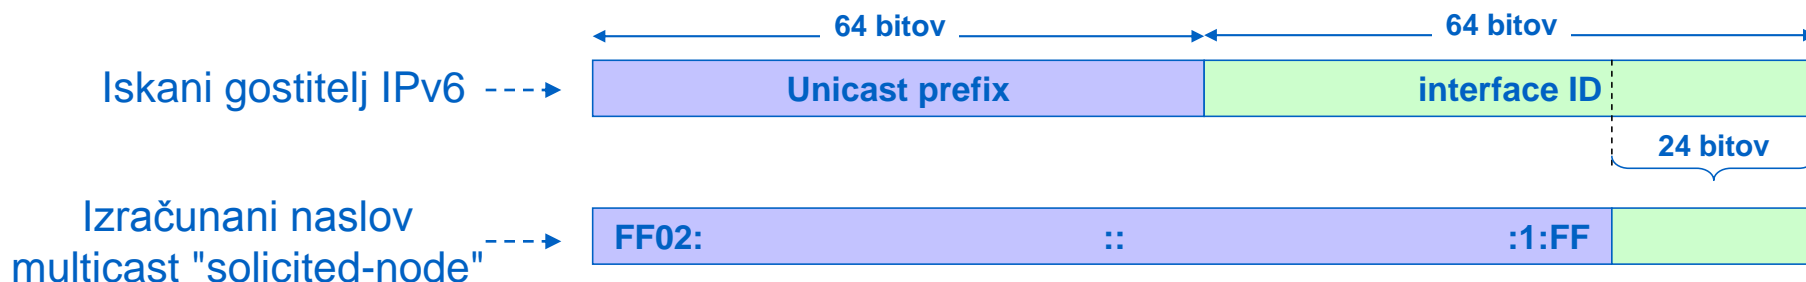 64 bitov 64 bitov
Iskani gostitelj IPv6 Unicast prefix interface ID
24 bitov
Izračunani naslov
multicast "solicited-node"
FF02: :: :1:FF